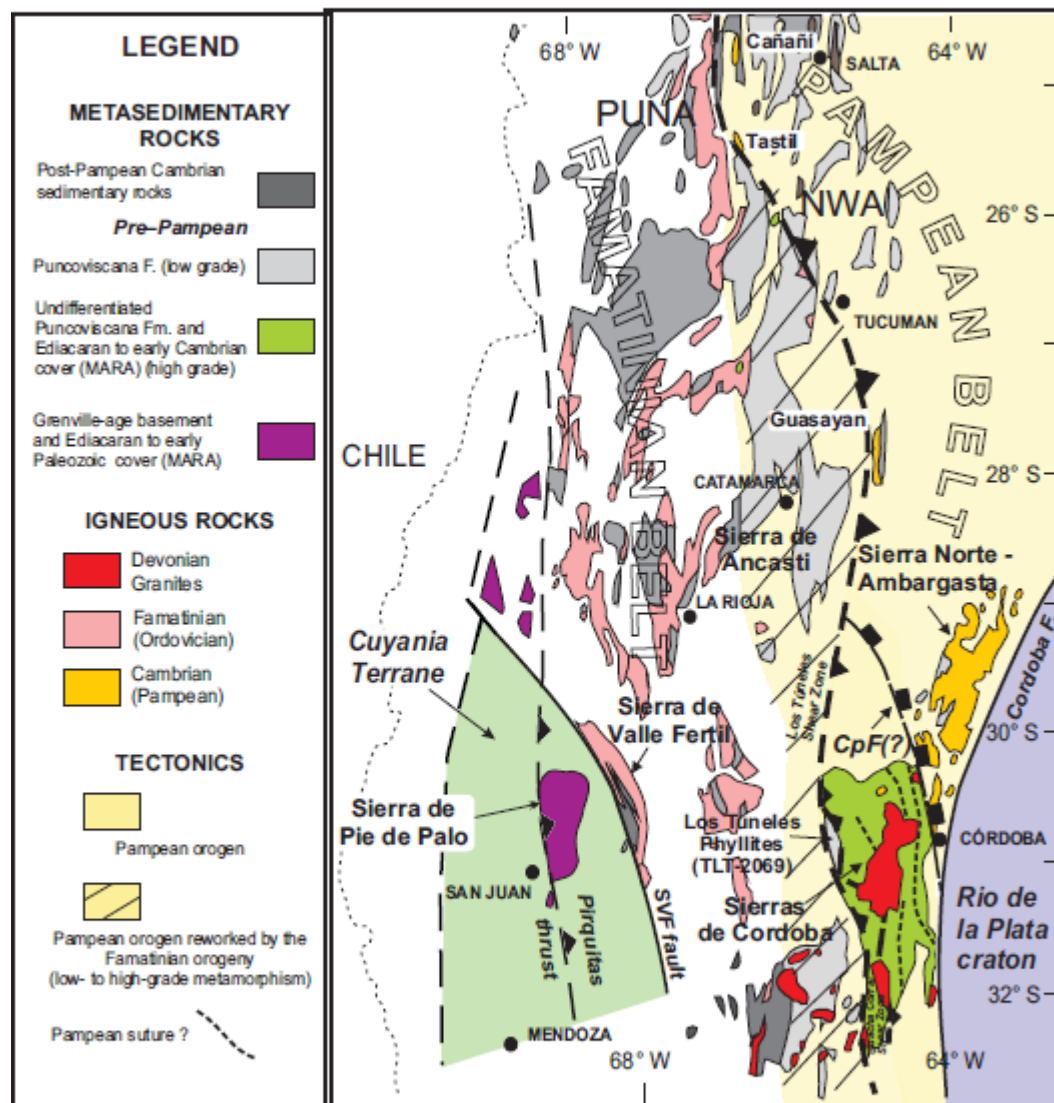 LEGEND
METASEDIMENTARY
ROCKS
Post-Pampean Cambrian
sedimentary rocks
Pre–Pampean
Puncoviscana F. (low grade)
Undifferentiated
Puncoviscana Fm. and
Ediacaran to early Cambrian
cover (MARA) (high grade)
Grenville-age basement
and Ediacaran to early
Paleozoic cover (MARA)
IGNEOUS ROCKS
Devonian
Granites
Famatinian
(Ordovician)
Cambrian
(Pampean)
TECTONICS
Pampean orogen
Pampean orogen reworked by the
Famatinian orogeny
(low- to high-grade metamorphism)
Pampean suture ?
68° W
64° W
Cañañi
SALTA
PUNA
Tastil
NWA
PAMPEAN BELT
FAMATINIAN BELT
26° S
TUCUMAN
Guasayan
CHILE
CATAMARCA
28° S
Sierra de
Ancasti
Sierra Norte -
Ambargasta
LA RIOJA
Cuyania
Terrane
Los Túneles
Shear Zone
Cordoba F.
Sierra de
Valle Fertil
CpF(?)
30° S
Sierra de
Pie de Palo
Los Túneles
Phyllites
(TLT-2069)
CÓRDOBA
SAN JUAN
Sierras
de Cordoba
Rio de
la Plata
craton
Pirquitas
thrust
SVF fault
32° S
MENDOZA
68° W
64° W